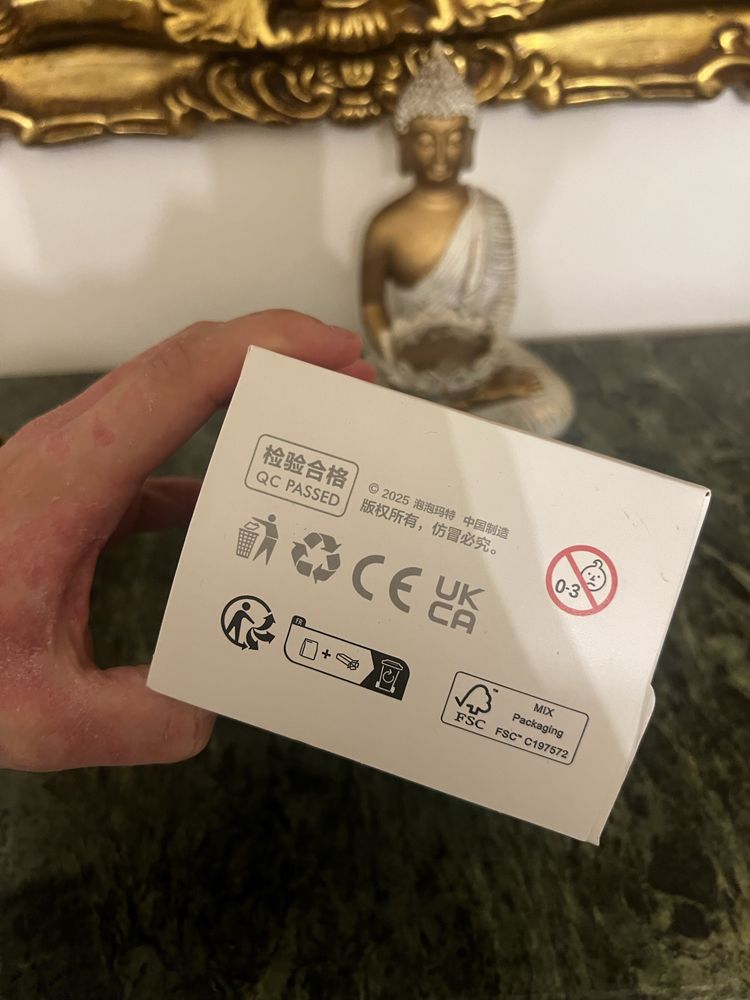 检验合格
QC PASSED
© 2025 泡泡玛特 中国制造
版权所有，仿冒必究。
CE
UK
CA
0-3
FR
+
FSC™
MIX
Packaging
FSC™ C197572